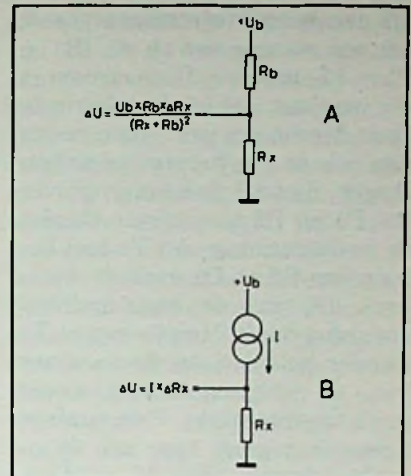 +Ub
Rb
A
ΔU = Ub×Rb×ΔRx
(Rx+Rb)²
Rx
+Ub
I
ΔU = I×ΔRx
B
Rx